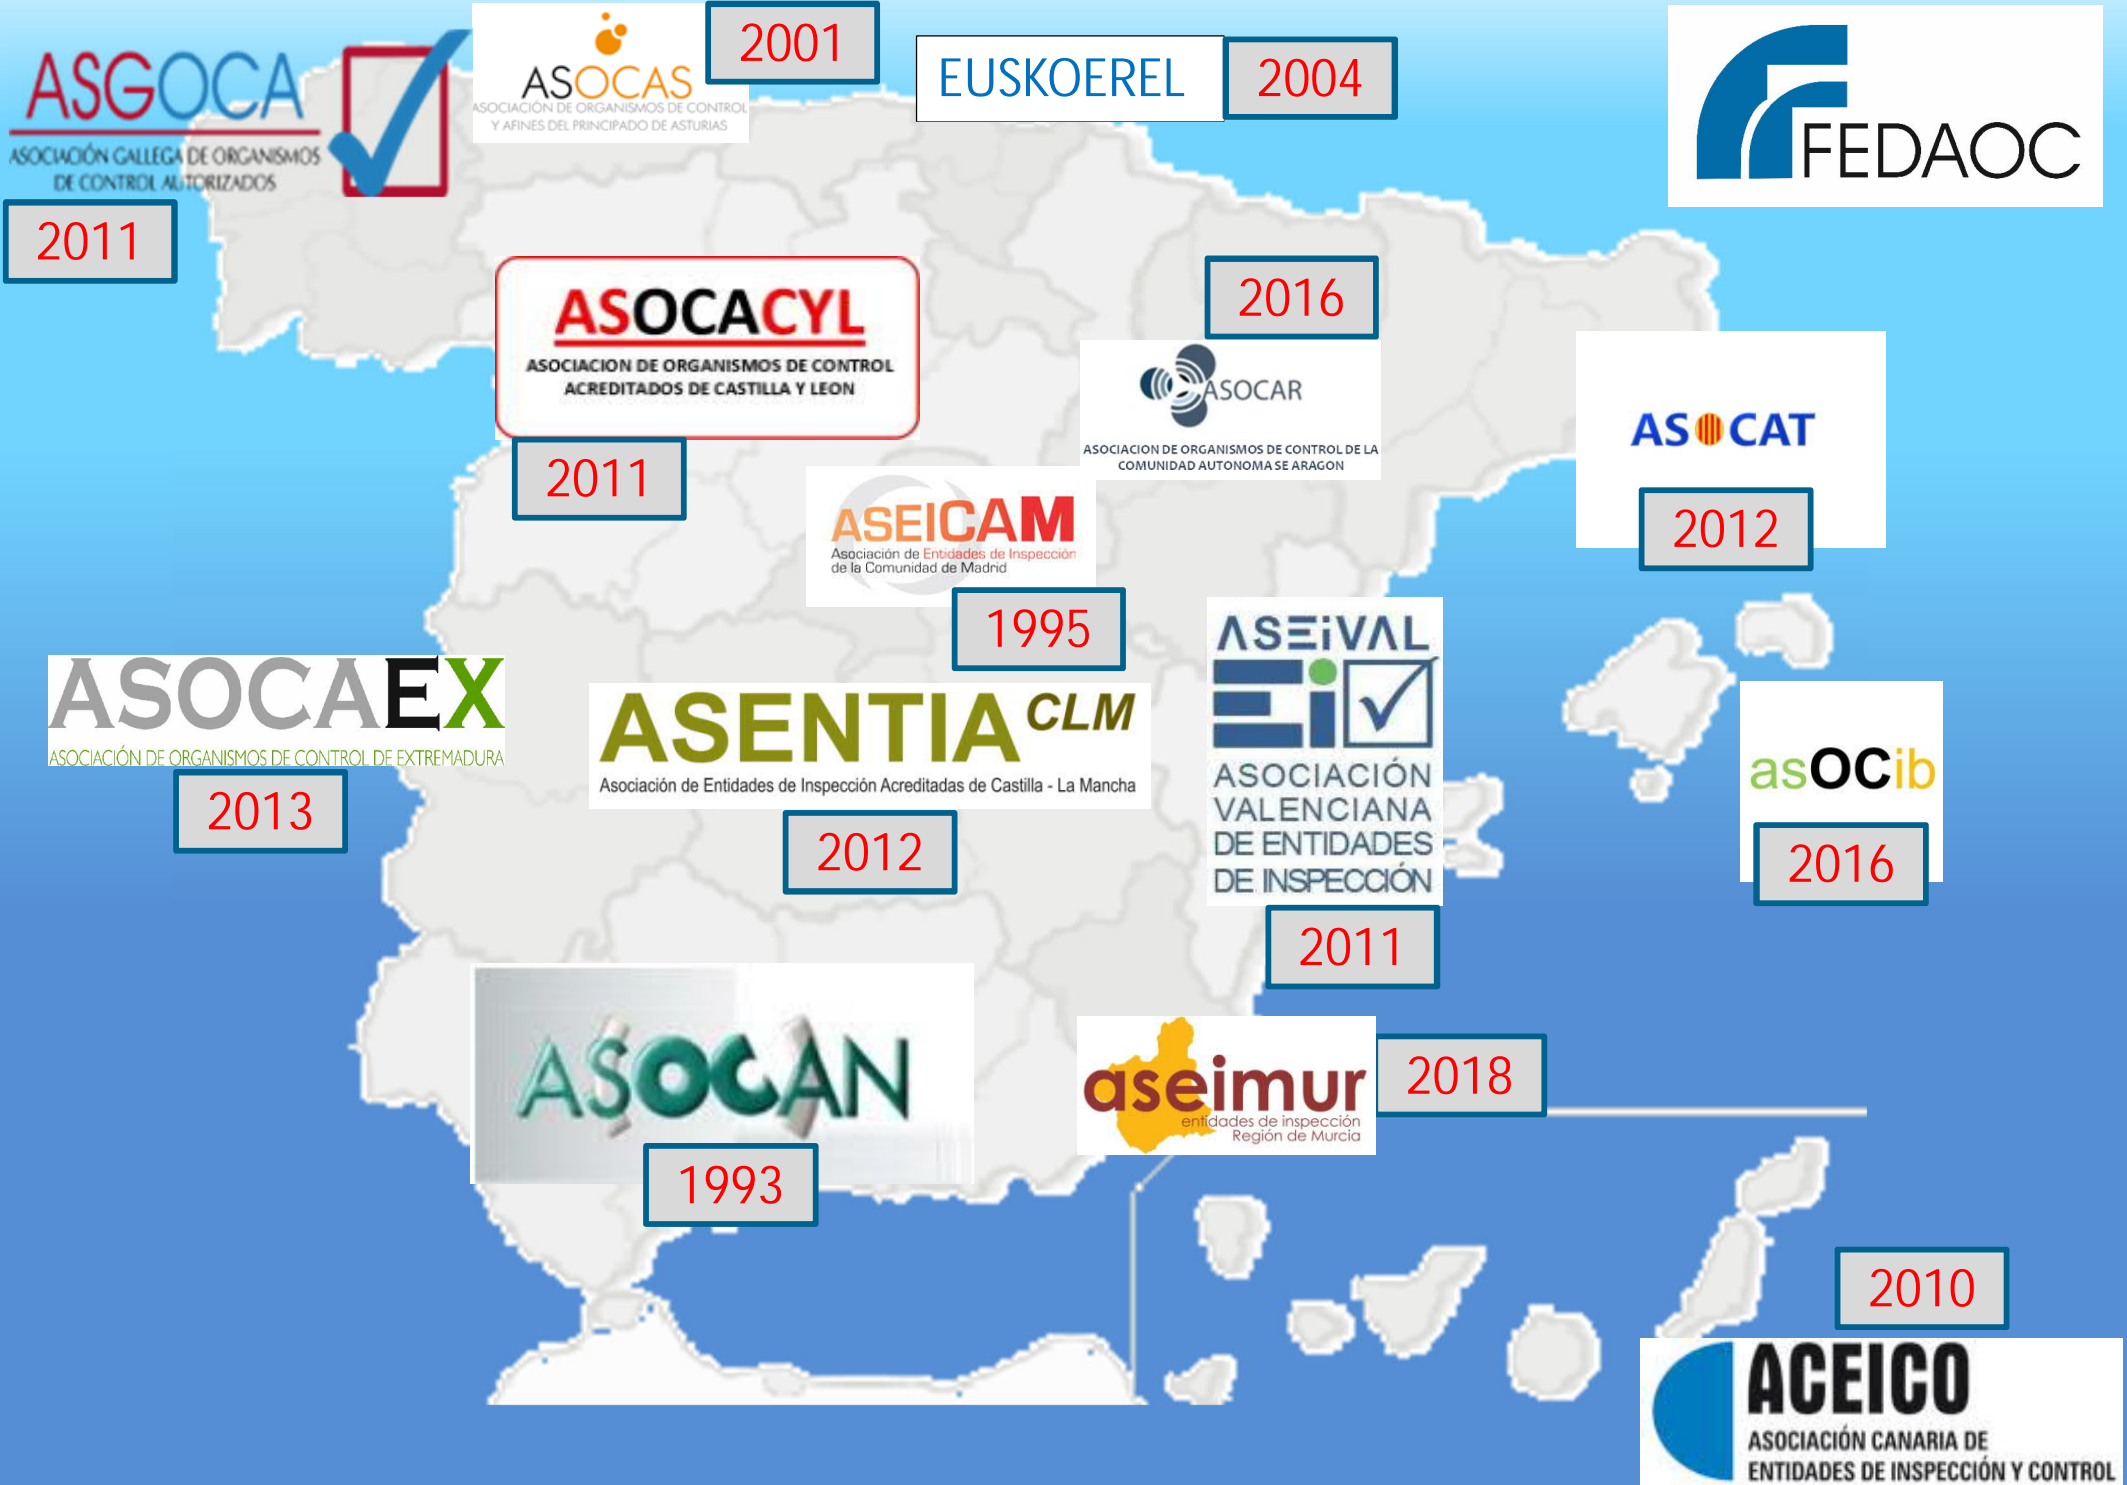 ASGOCA
ASOCIACIÓN GALLEGA DE ORGANISMOS
DE CONTROL AUTORIZADOS
2011
ASOCAS
ASOCIACIÓN DE ORGANISMOS DE CONTROL
Y AFINES DEL PRINCIPADO DE ASTURIAS
2001
EUSKOEREL
2004
FEDAOC
ASOCACYL
ASOCIACION DE ORGANISMOS DE CONTROL
ACREDITADOS DE CASTILLA Y LEON
2011
2016
ASOCAR
ASOCIACION DE ORGANISMOS DE CONTROL DE LA
COMUNIDAD AUTONOMA SE ARAGON
ASOCAT
2012
ASEICAM
Asociación de Entidades de Inspección
de la Comunidad de Madrid
1995
ASOCAEX
ASOCIACIÓN DE ORGANISMOS DE CONTROL DE EXTREMADURA
2013
ASENTIA CLM
Asociación de Entidades de Inspección Acreditadas de Castilla - La Mancha
2012
ASEiVAL
Ei
ASOCIACIÓN
VALENCIANA
DE ENTIDADES
DE INSPECCIÓN
2011
asOCib
2016
ASOCAN
1993
aseimur
entidades de inspección
Región de Murcia
2018
2010
ACEICO
ASOCIACIÓN CANARIA DE
ENTIDADES DE INSPECCIÓN Y CONTROL